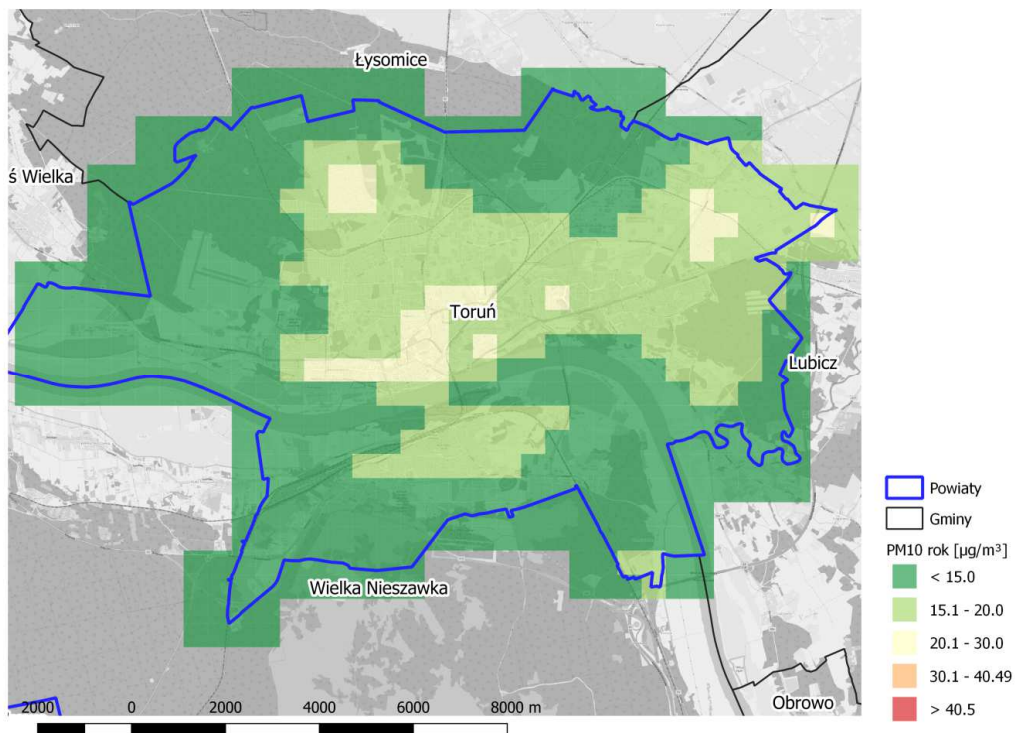 Łysomice
ś Wielka
Toruń
Lubicz
Wielka Nieszawka
Obrowo
2000 0 2000 4000 6000 8000 m
Powiaty
Gminy
PM10 rok [µg/m³]
< 15.0
15.1 - 20.0
20.1 - 30.0
30.1 - 40.49
> 40.5